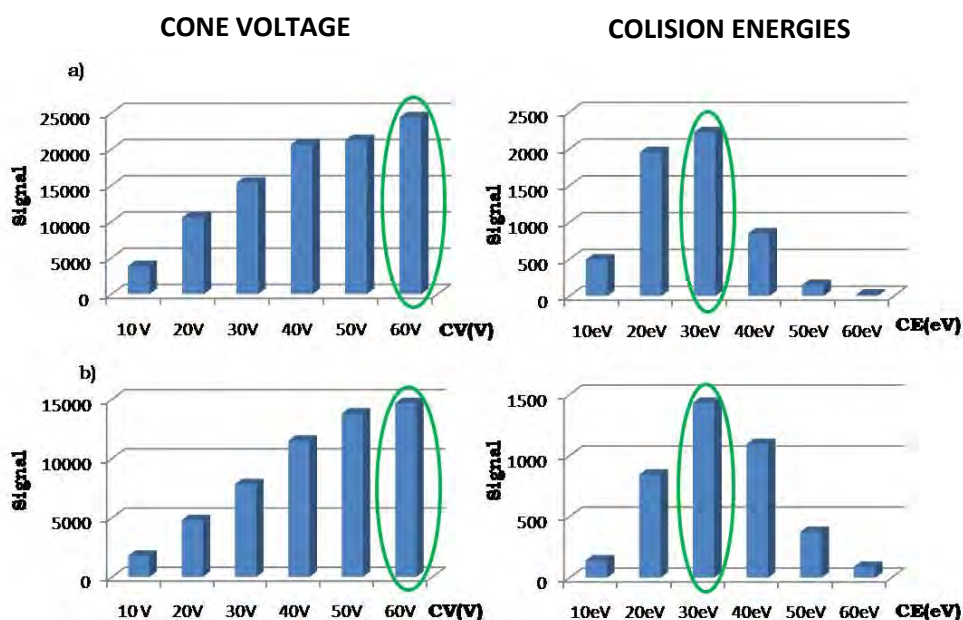 CONE VOLTAGE
COLISION ENERGIES
a)
Signal
25000
20000
15000
10000
5000
0
10V 20V 30V 40V 50V 60V CV(V)
Signal
2500
2000
1500
1000
500
0
10eV 20eV 30eV 40eV 50eV 60eV CE(eV)
b)
Signal
15000
10000
5000
0
10V 20V 30V 40V 50V 60V CV(V)
Signal
1500
1000
500
0
10eV 20eV 30eV 40eV 50eV 60eV CE(eV)